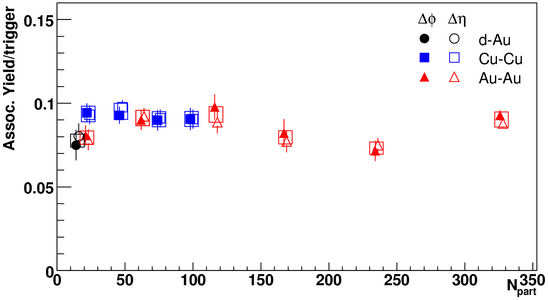 Assoc. Yield/trigger
0.15
0.1
0.05
0
Δϕ Δη
d-Au
Cu-Cu
Au-Au
0 50 100 150 200 250 300 350
Npart